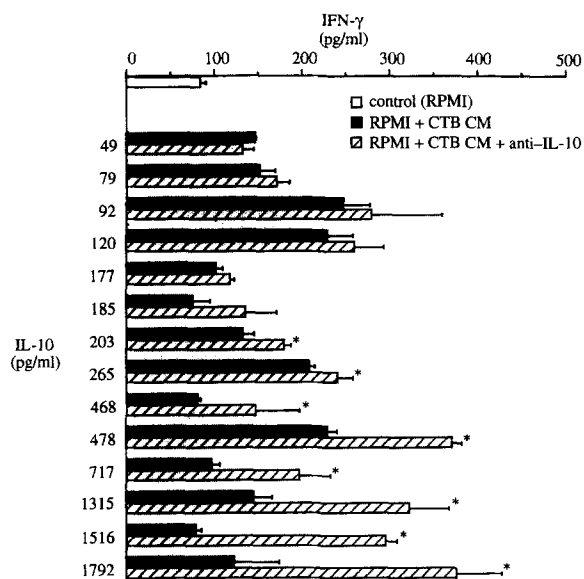 IFN-γ
(pg/ml)
0 100 200 300 400 500
control (RPMI)
RPMI + CTB CM
RPMI + CTB CM + anti–IL-10
49
79
92
120
177
185
IL-10
(pg/ml)
203 *
265 *
468 *
478 *
717 *
1315 *
1516 *
1792 *